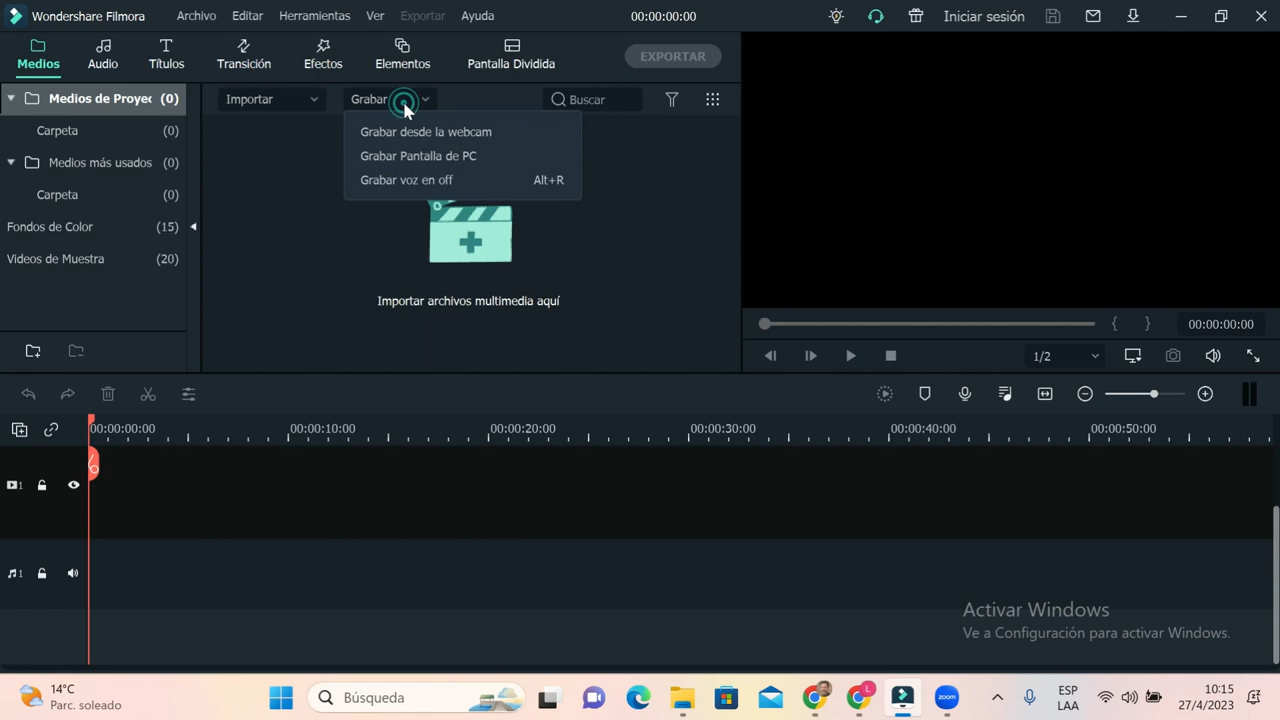 Wondershare Filmora
Archivo
Editar
Herramientas
Ver
Exportar
Ayuda
00:00:00:00
Iniciar sesión
Medios
Audio
Títulos
Transición
Efectos
Elementos
Pantalla Dividida
EXPORTAR
Medios de Proyec (0)
Importar
Grabar
Buscar
Carpeta (0)
Grabar desde la webcam
Grabar Pantalla de PC
Medios más usados (0)
Grabar voz en off Alt+R
Carpeta (0)
Fondos de Color (15)
Videos de Muestra (20)
Importar archivos multimedia aquí
00:00:00:00
1/2
00:00:00:00
00:00:10:00
00:00:20:00
00:00:30:00
00:00:40:00
00:00:50:00
1
1
Activar Windows
Ve a Configuración para activar Windows.
14°C
Parc. soleado
Búsqueda
L
zoom
ESP
LAA
10:15
27/4/2023